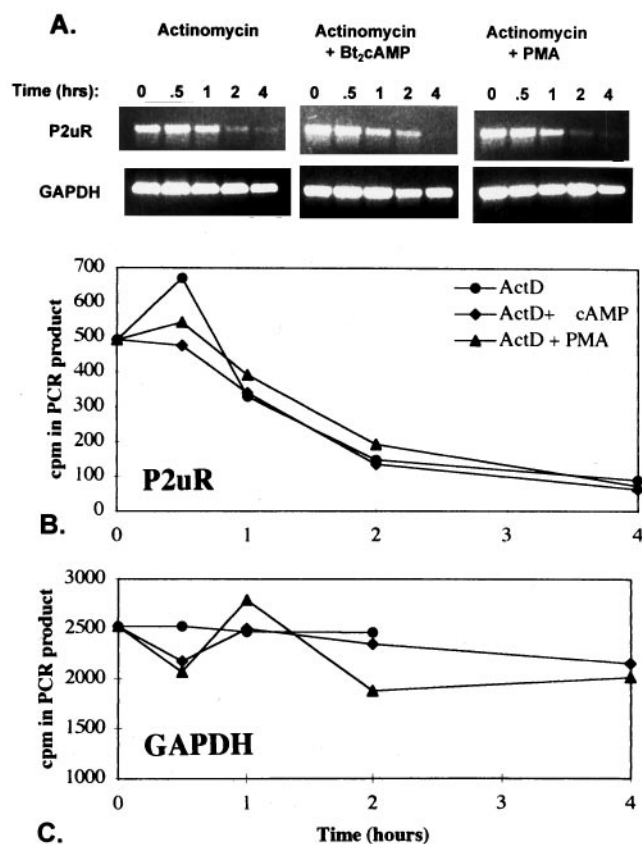 A.
Actinomycin
Actinomycin
+ Bt₂cAMP
Actinomycin
+ PMA
Time (hrs): 0 .5 1 2 4 0 .5 1 2 4 0 .5 1 2 4
P2uR
GAPDH
700
600
500
400
300
200
100
0
cpm in PCR product
ActD
ActD+ cAMP
ActD + PMA
P2uR
B.
0 1 2 3 4
3000
2500
2000
1500
1000
cpm in PCR product
GAPDH
0 1 2 3 4
C.
Time (hours)